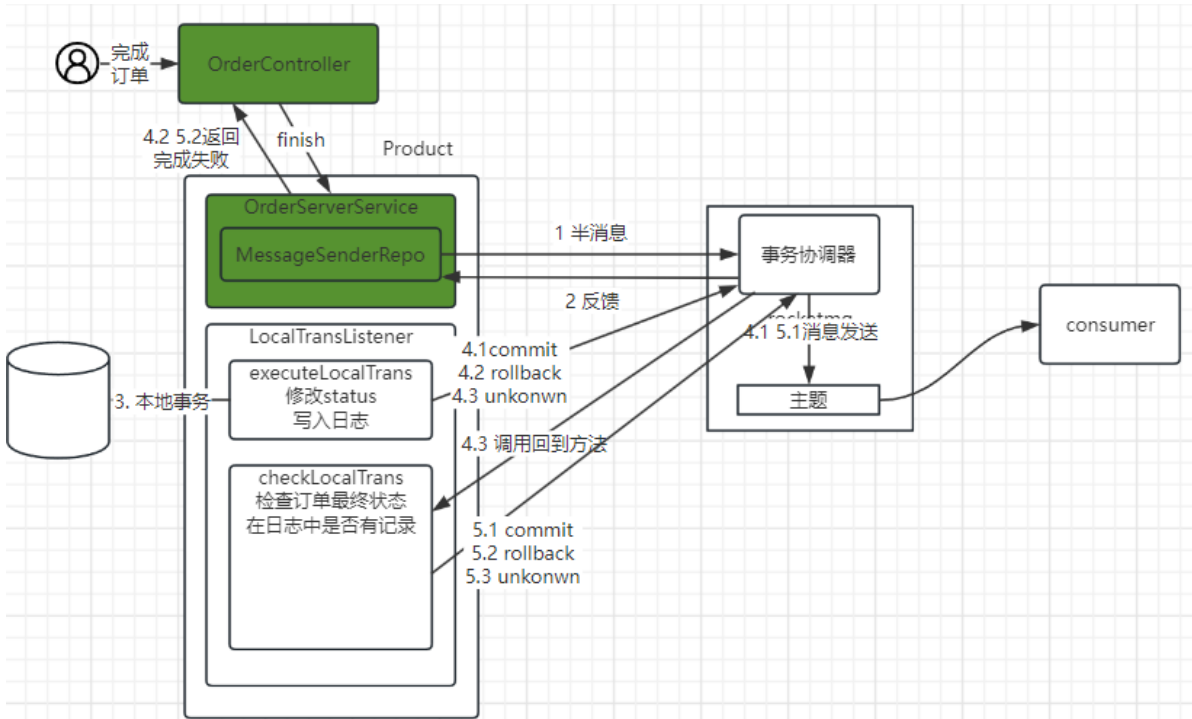 完成
订单
OrderController
4.2 5.2返回
完成失败
finish
Product
OrderServerService
MessageSenderRepo
1 半消息
2 反馈
事务协调器
rocketmq
4.1 5.1消息发送
主题
consumer
LocalTransListener
executeLocalTrans
修改status
写入日志
3. 本地事务
4.1commit
4.2 rollback
4.3 unkonwn
4.3 调用回到方法
checkLocalTrans
检查订单最终状态
在日志中是否有记录
5.1 commit
5.2 rollback
5.3 unkonwn